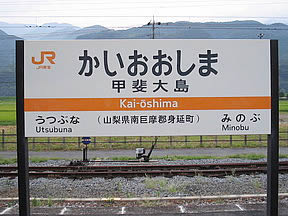 JR
JR東海
かいおおしま
甲斐大島
Kai-ōshima
うつぶな (山梨県南巨摩郡身延町) みのぶ
Utsubuna Minobu